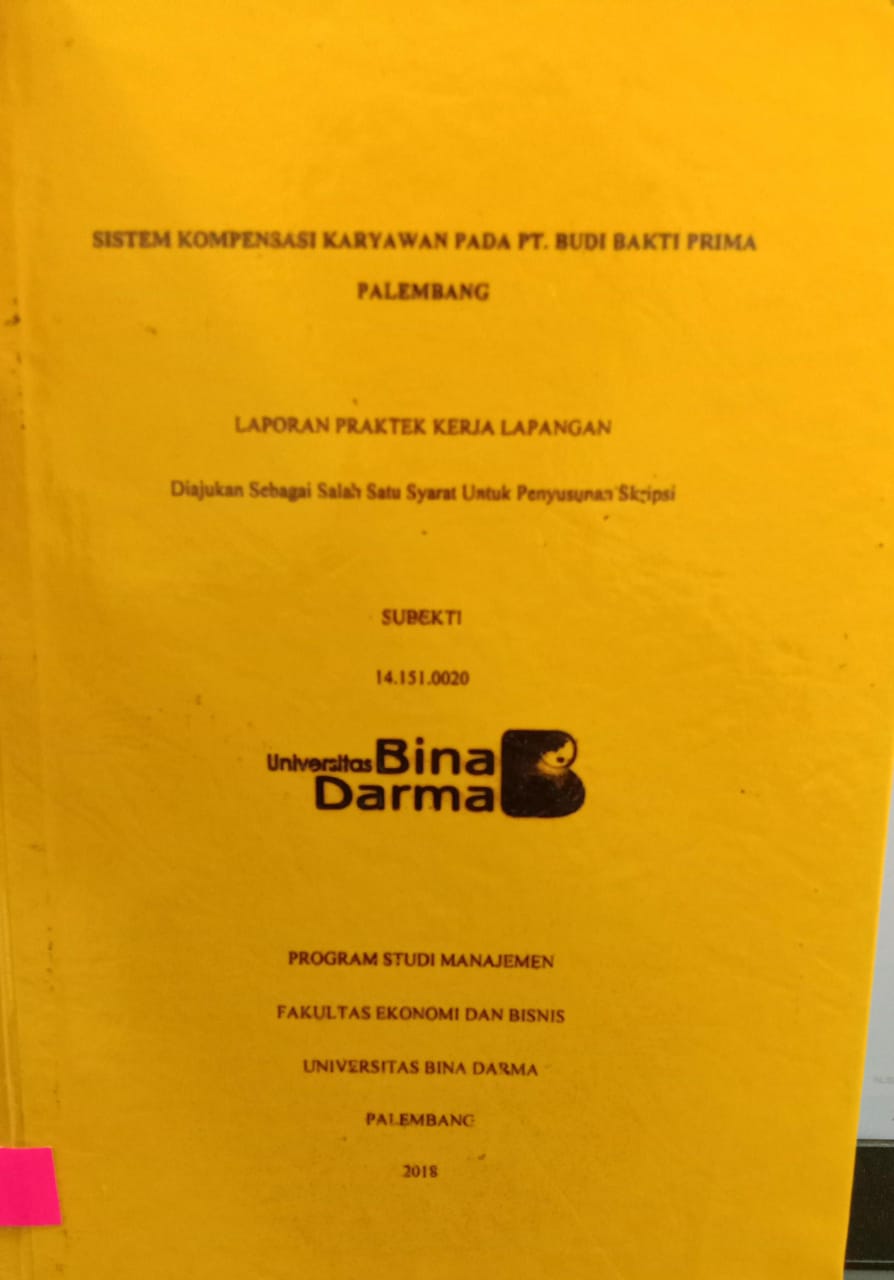 SISTEM KOMPENSASI KARYAWAN PADA PT. BUDI BAKTI PRIMA
PALEMBANG
LAPORAN PRAKTEK KERJA LAPANGAN
Diajukan Sebagai Salah Satu Syarat Untuk Penyusunan Skripsi
SUBEKTI
14.151.0020
Universitas Bina
Darma
PROGRAM STUDI MANAJEMEN
FAKULTAS EKONOMI DAN BISNIS
UNIVERSITAS BINA DARMA
PALEMBANG
2018